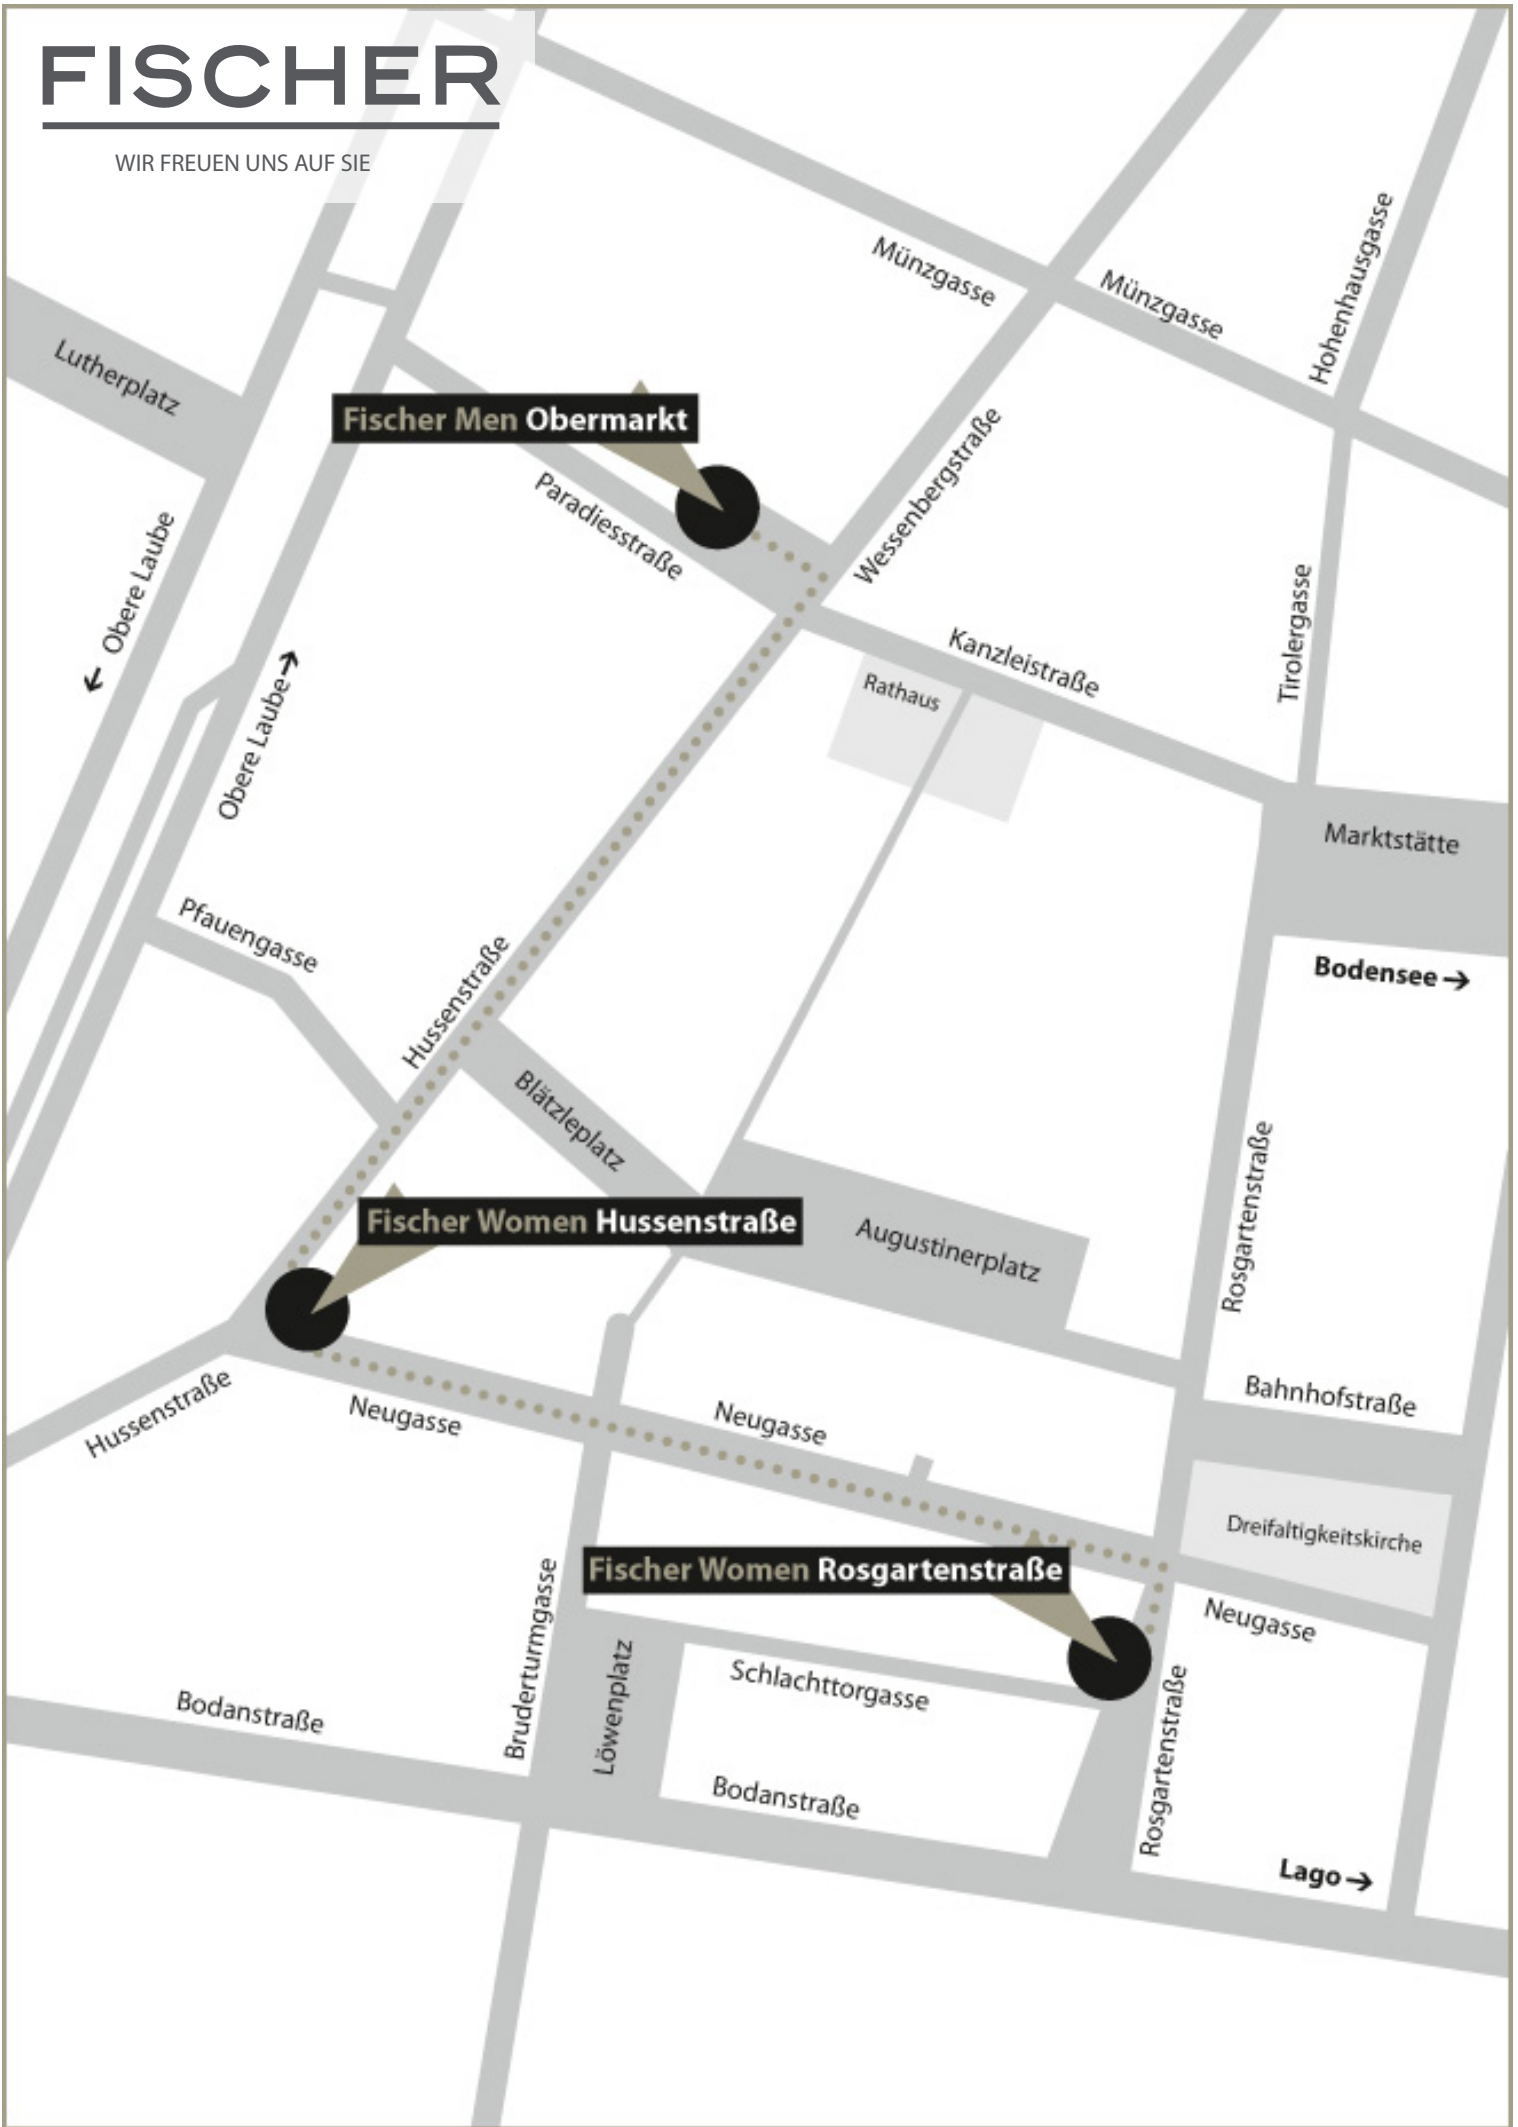 FISCHER
WIR FREUEN UNS AUF SIE
Münzgasse
Münzgasse
Hohenhausgasse
Lutherplatz
Fischer Men Obermarkt
Paradiesstraße
Wessenbergstraße
← Obere Laube
Obere Laube →
Kanzleistraße
Rathaus
Tirolergasse
Marktstätte
Bodensee →
Pfauengasse
Hussenstraße
Blätzleplatz
Rosgartenstraße
Fischer Women Hussenstraße
Augustinerplatz
Hussenstraße
Neugasse
Neugasse
Bahnhofstraße
Dreifaltigkeitskirche
Fischer Women Rosgartenstraße
Neugasse
Bruderturmgasse
Löwenplatz
Schlachttorgasse
Rosgartenstraße
Bodanstraße
Bodanstraße
Lago →